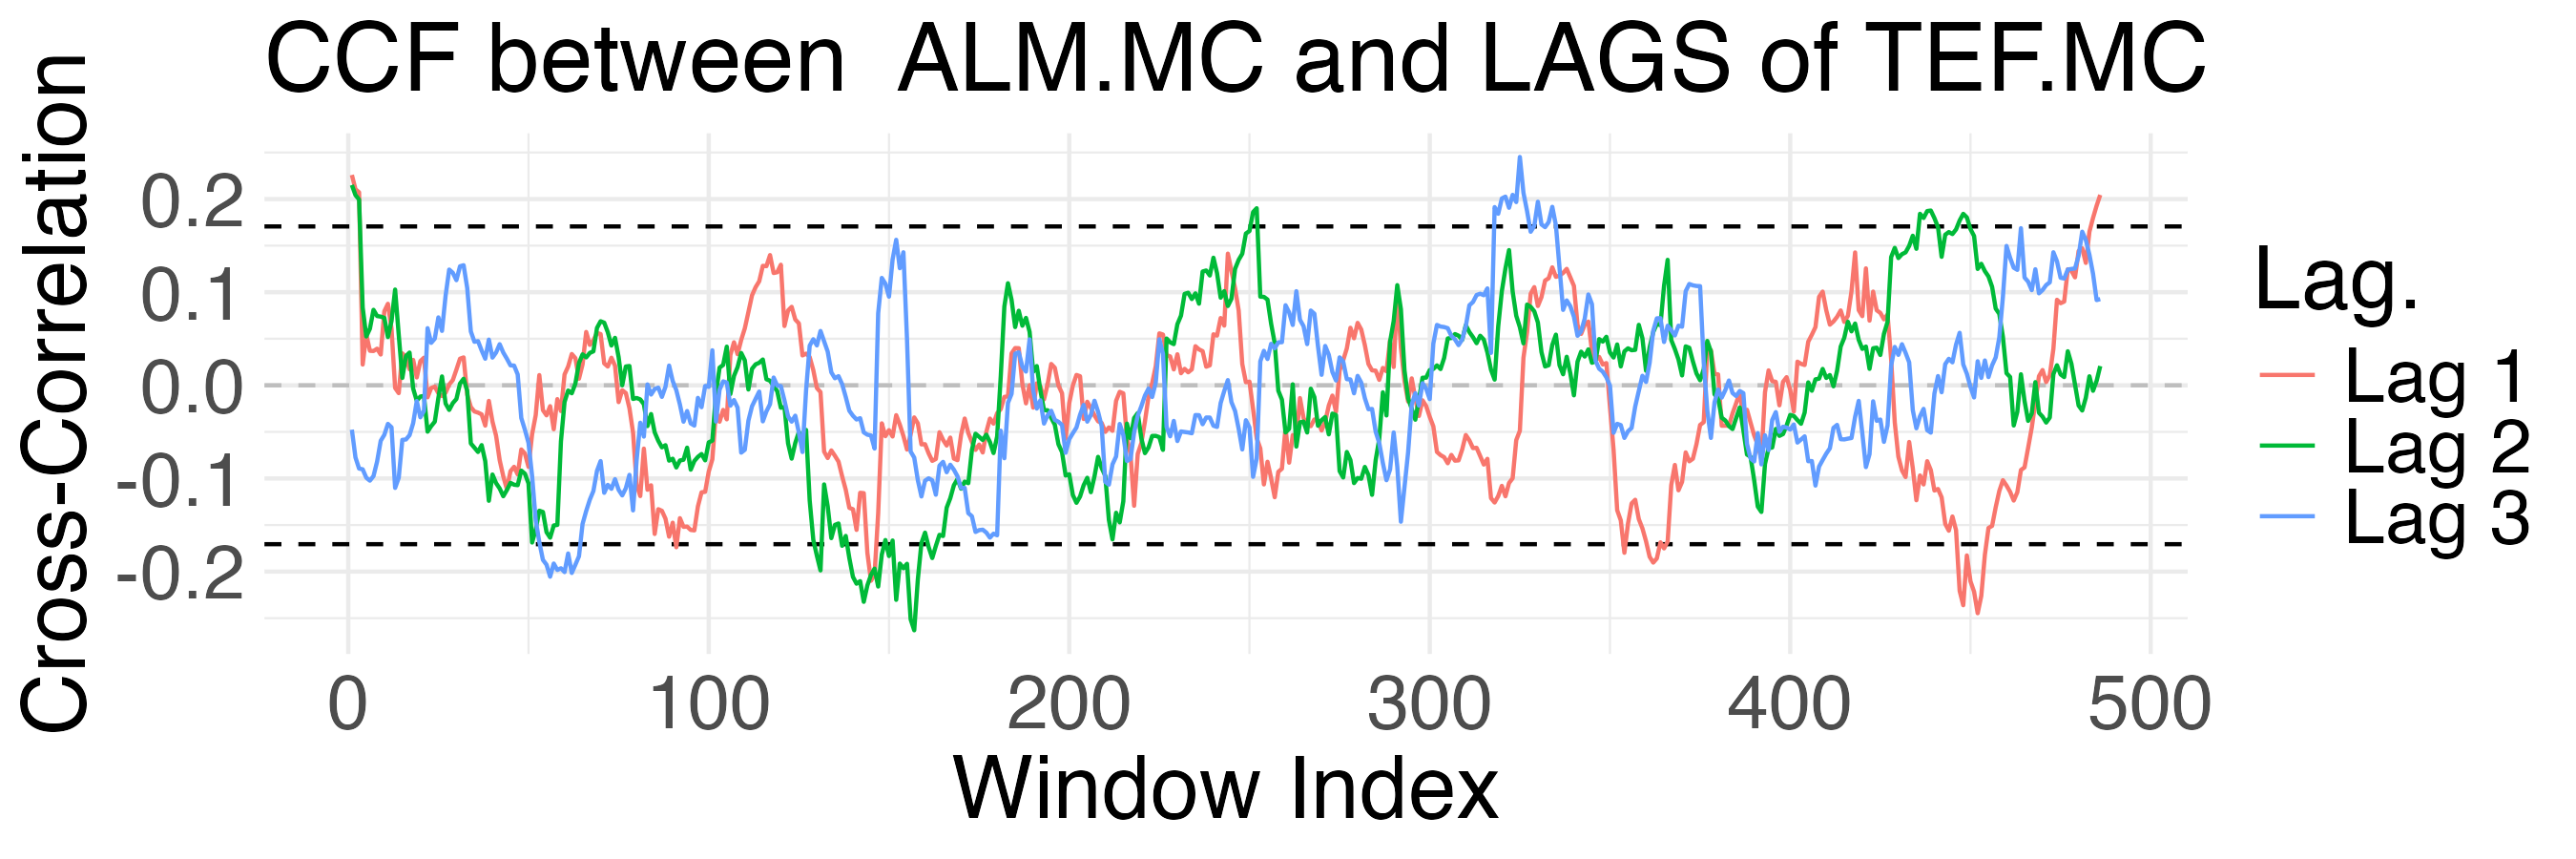 CCF between  ALM.MC and LAGS of TEF.MC
Cross-Correlation
0.2
0.1
0.0
-0.1
-0.2
0 100 200 300 400 500
Window Index
Lag.
Lag 1
Lag 2
Lag 3